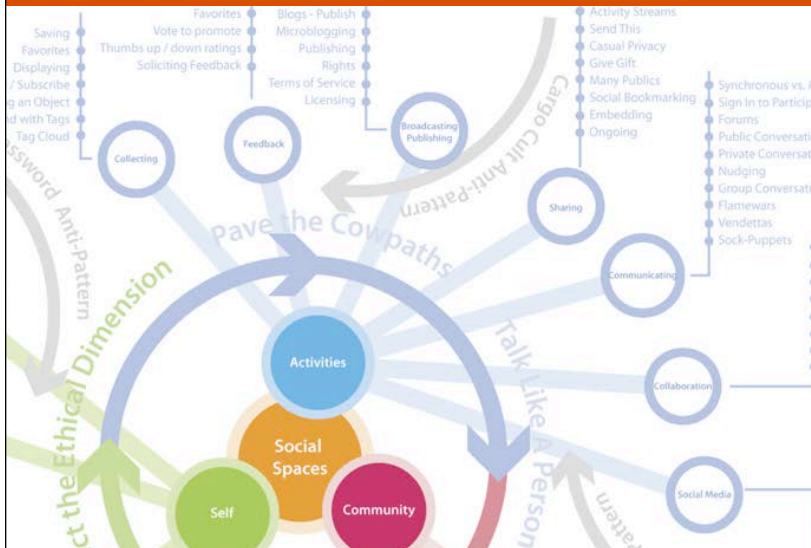 Saving
Favorites
Displaying
/ Subscribe
g an Object
nd with Tags
Tag Cloud
Collecting
Favorites
Vote to promote
Thumbs up / down ratings
Soliciting Feedback
Feedback
Blogs - Publish
Microblogging
Publishing
Rights
Terms of Service
Licensing
Broadcasting
Publishing
Activity Streams
Send This
Casual Privacy
Give Gift
Many Publics
Social Bookmarking
Embedding
Ongoing
Sharing
Synchronous vs. A
Sign In to Particip
Forums
Public Conversati
Private Conversat
Nudging
Group Conversati
Flamewars
Vendettas
Sock-Puppets
Communicating
Collaboration
Social Media
assword Anti-Pattern
Cargo Cult Anti-Pattern
Pave the Cowpaths
Talk Like A Person
ct the Ethical Dimension
Pattern
Activities
Social
Spaces
Self
Community